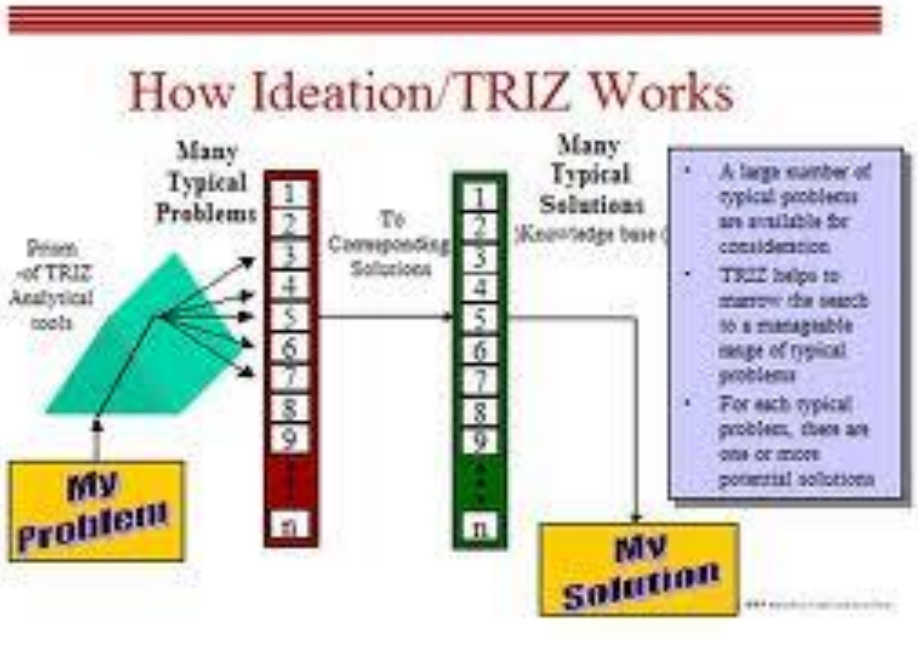 How Ideation/TRIZ Works
Many
Typical
Problems
Prism
-of TRIZ
Analytical
tools
My
Problem
1
2
3
4
5
6
7
8
9
n
To
Corresponding
Solutions
1
2
3
4
5
6
7
8
9
n
Many
Typical
Solutions
)Knowledge base (
My
Solution
• A large number of
typical problems
are available for
consideration
• TRIZ helps to
marrow the search
to a manageable
range of typical
problems
• For each typical
problem, there are
one or more
potential solutions